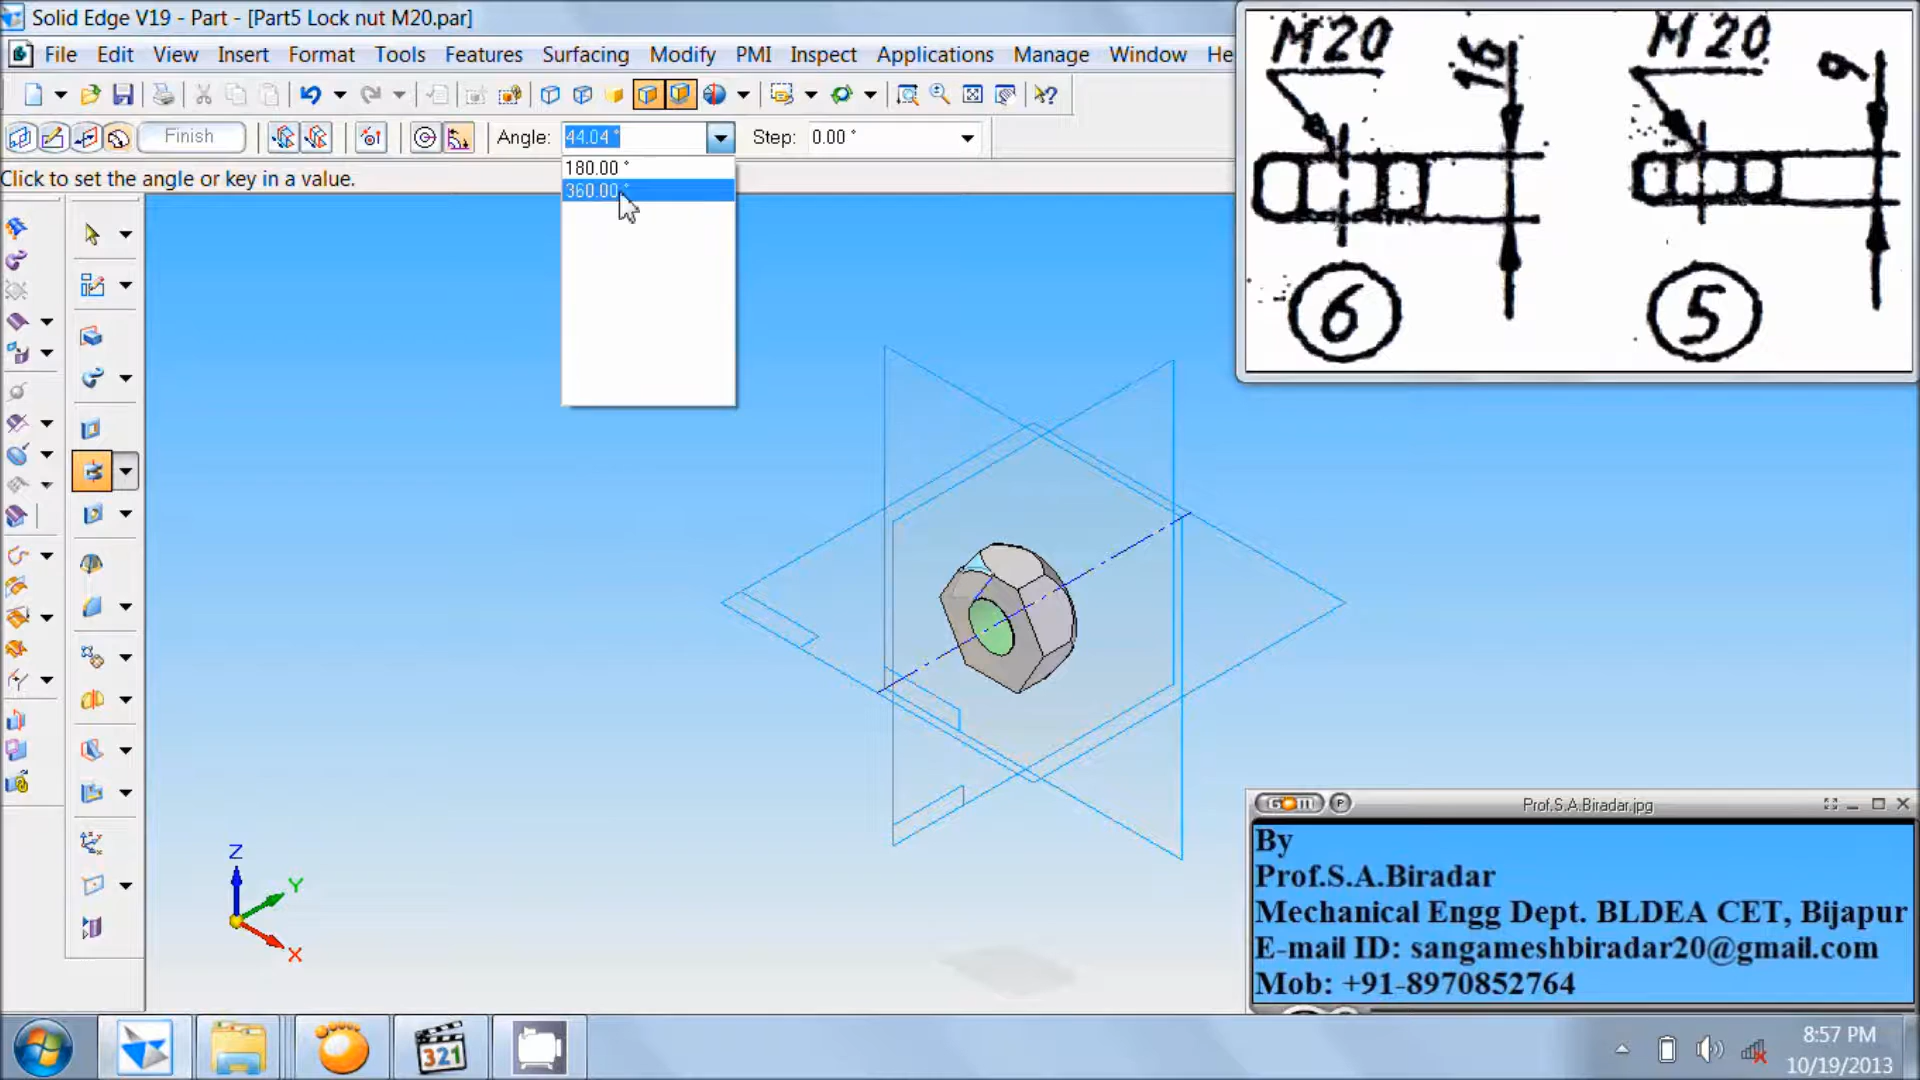 Solid Edge V19 - Part - [Part5 Lock nut M20.par]
File Edit View Insert Format Tools Features Surfacing Modify PMI Inspect Applications Manage Window He
Finish Angle: 44.04 ° Step: 0.00 °
180.00 °
360.00 °
Click to set the angle or key in a value.
M20 16 M20 9
6 5
Z
Y
X
Prof.S.A.Biradar.jpg
By
Prof.S.A.Biradar
Mechanical Engg Dept. BLDEA CET, Bijapur
E-mail ID: sangameshbiradar20@gmail.com
Mob: +91-8970852764
321
8:57 PM
10/19/2013